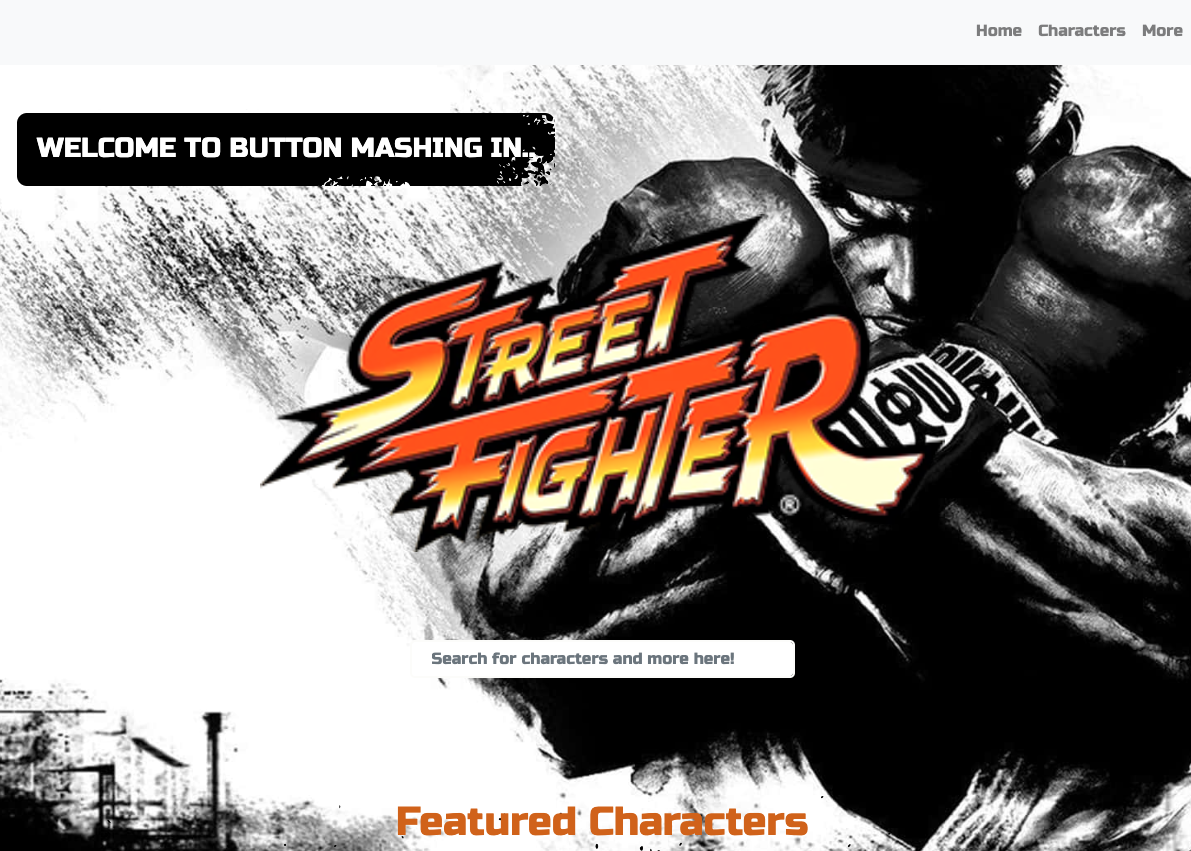 Home Characters More
WELCOME TO BUTTON MASHING IN..
STREET
FIGHTER
®
Search for characters and more here!
Featured Characters